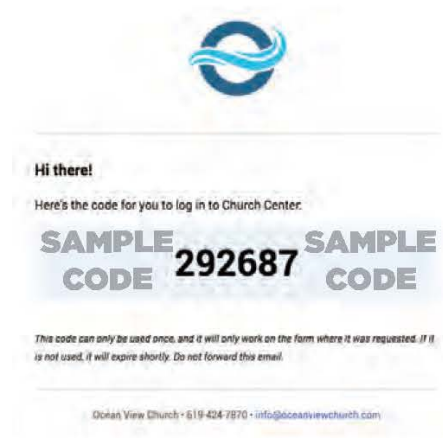 Hi there!
Here's the code for you to log in to Church Center.
SAMPLE CODE 292687 SAMPLE CODE
This code can only be used once, and it will only work on the form where it was requested. If it
is not used, it will expire shortly. Do not forward this email.
Ocean View Church • 619-424-7870 • info@oceanviewchurch.com